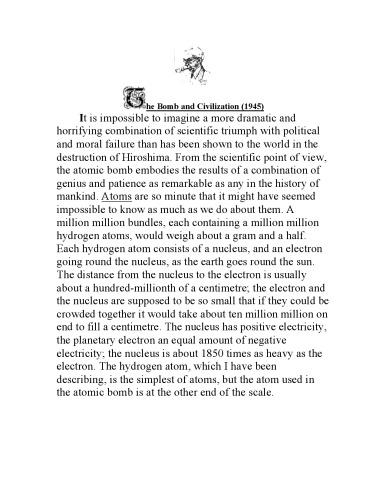 The Bomb and Civilization (1945)
It is impossible to imagine a more dramatic and
horrifying combination of scientific triumph with political
and moral failure than has been shown to the world in the
destruction of Hiroshima. From the scientific point of view,
the atomic bomb embodies the results of a combination of
genius and patience as remarkable as any in the history of
mankind. Atoms are so minute that it might have seemed
impossible to know as much as we do about them. A
million million bundles, each containing a million million
hydrogen atoms, would weigh about a gram and a half.
Each hydrogen atom consists of a nucleus, and an electron
going round the nucleus, as the earth goes round the sun.
The distance from the nucleus to the electron is usually
about a hundred-millionth of a centimetre; the electron and
the nucleus are supposed to be so small that if they could be
crowded together it would take about ten million million on
end to fill a centimetre. The nucleus has positive electricity,
the planetary electron an equal amount of negative
electricity; the nucleus is about 1850 times as heavy as the
electron. The hydrogen atom, which I have been
describing, is the simplest of atoms, but the atom used in
the atomic bomb is at the other end of the scale.